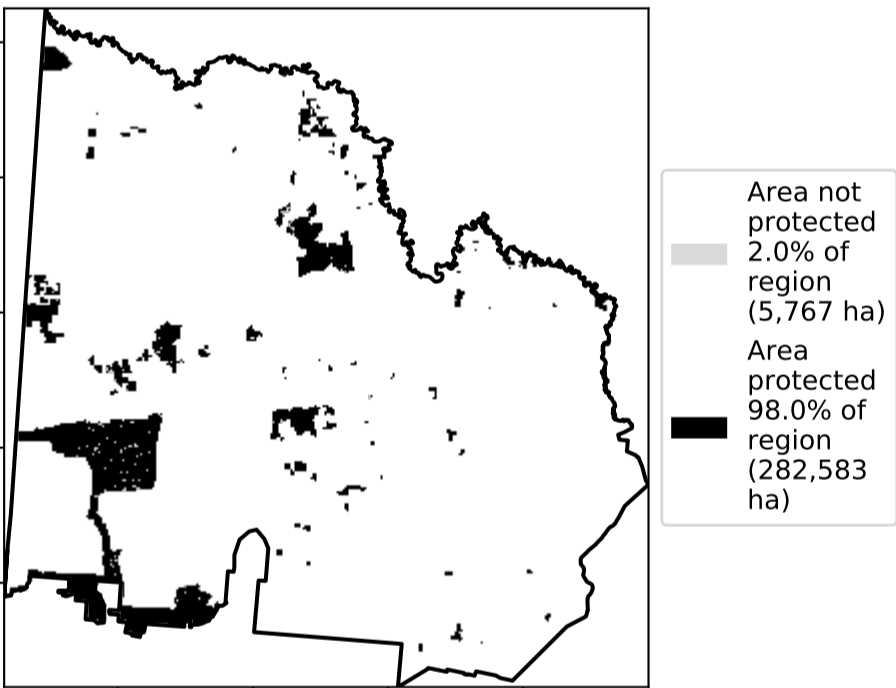 Area not
protected
2.0% of
region
(5,767 ha)
Area
protected
98.0% of
region
(282,583
ha)